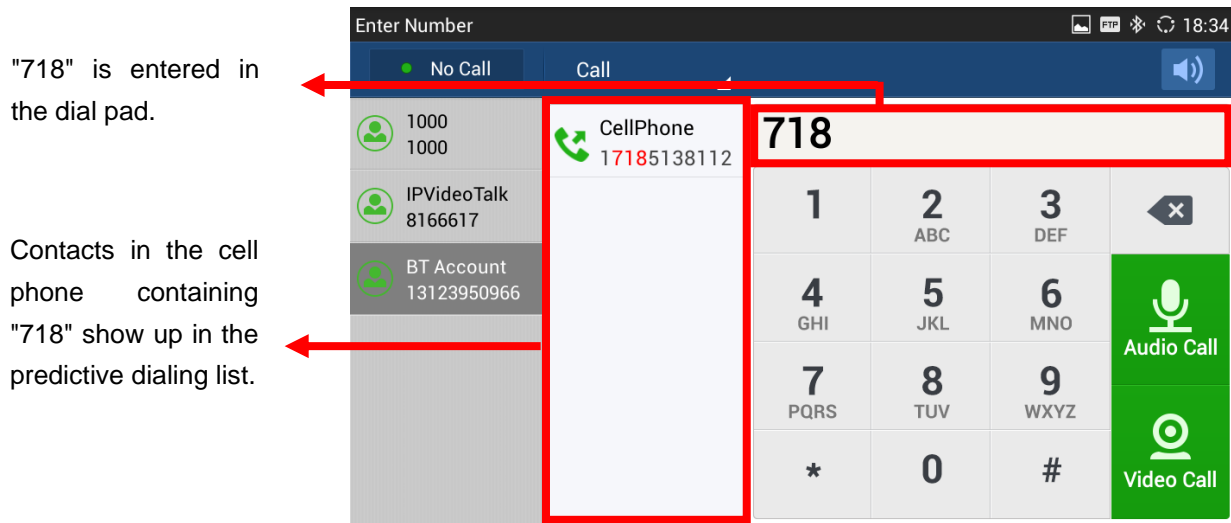 "718" is entered in
the dial pad.
Contacts in the cell
phone containing
"718" show up in the
predictive dialing list.
Enter Number
FTP 18:34
No Call
Call
1000
1000
IPVideoTalk
8166617
BT Account
13123950966
CellPhone
17185138112
718
1
2
ABC
3
DEF
4
GHI
5
JKL
6
MNO
7
PQRS
8
TUV
9
WXYZ
*
0
#
Audio Call
Video Call